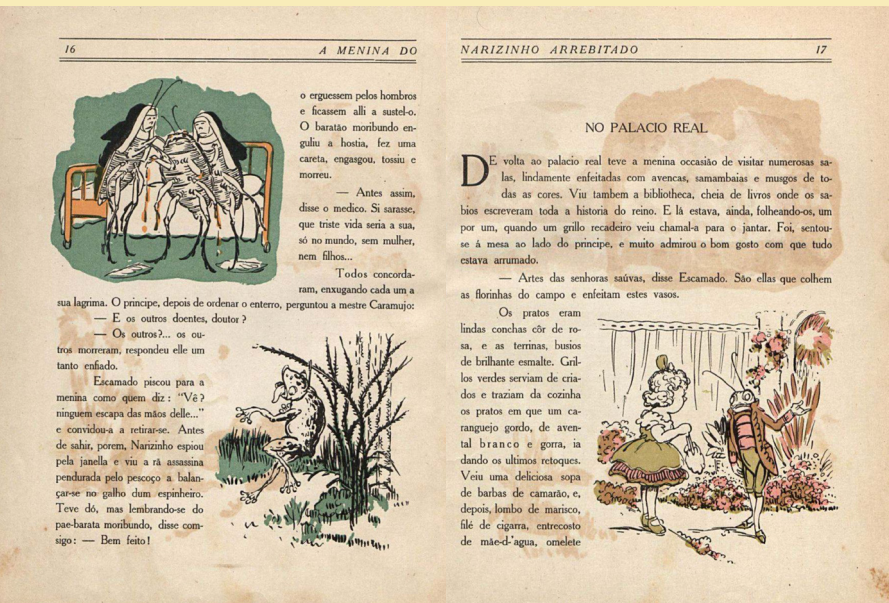 16
A MENINA DO
o erguessem pelos hombros
e ficassem alli a sustel-o.
O baratão moribundo en-
guliu a hostia, fez uma
careta, engasgou, tossiu e
morreu.
— Antes assim,
disse o medico. Si sarasse,
que triste vida seria a sua,
só no mundo, sem mulher,
nem filhos...
Todos concorda-
ram, enxugando cada um a
sua lagrima. O principe, depois de ordenar o enterro, perguntou a mestre Caramujo:
— E os outros doentes, doutor?
— Os outros?... os ou-
tros morreram, respondeu elle um
tanto enfiado.
Escamado piscou para a
menina como quem diz: "Vê?
ninguem escapa das mãos delle..."
e convidou-a a retirar-se. Antes
de sahir, porem, Narizinho espiou
pela janella e viu a rã assassina
pendurada pelo pescoço a balan-
çar-se no galho dum espinheiro.
Teve dó, mas lembrando-se do
pae-barata moribundo, disse com-
sigo: — Bem feito!
NARIZINHO ARREBITADO
17
NO PALACIO REAL
DE volta ao palacio real teve a menina occasião de visitar numerosas sa-
las, lindamente enfeitadas com avencas, samambaias e musgos de to-
das as cores. Viu tambem a bibliotheca, cheia de livros onde os sa-
bios escreveram toda a historia do reino. E lá estava, ainda, folheando-os, um
por um, quando um grillo recadeiro veiu chamal-a para o jantar. Foi, sentou-
se á mesa ao lado do principe, e muito admirou o bom gosto com que tudo
estava arrumado.
— Artes das senhoras saúvas, disse Escamado. São ellas que colhem
as florinhas do campo e enfeitam estes vasos.
Os pratos eram
lindas conchas côr de ro-
sa, e as terrinas, busios
de brilhante esmalte. Gril-
los verdes serviam de cria-
dos e traziam da cozinha
os pratos em que um ca-
ranguejo gordo, de aven-
tal branco e gorra, ia
dando os ultimos retoques.
Veiu uma deliciosa sopa
de barbas de camarão, e,
depois, lombo de marisco,
filé de cigarra, entrecosto
de mãe-d'agua, omelete